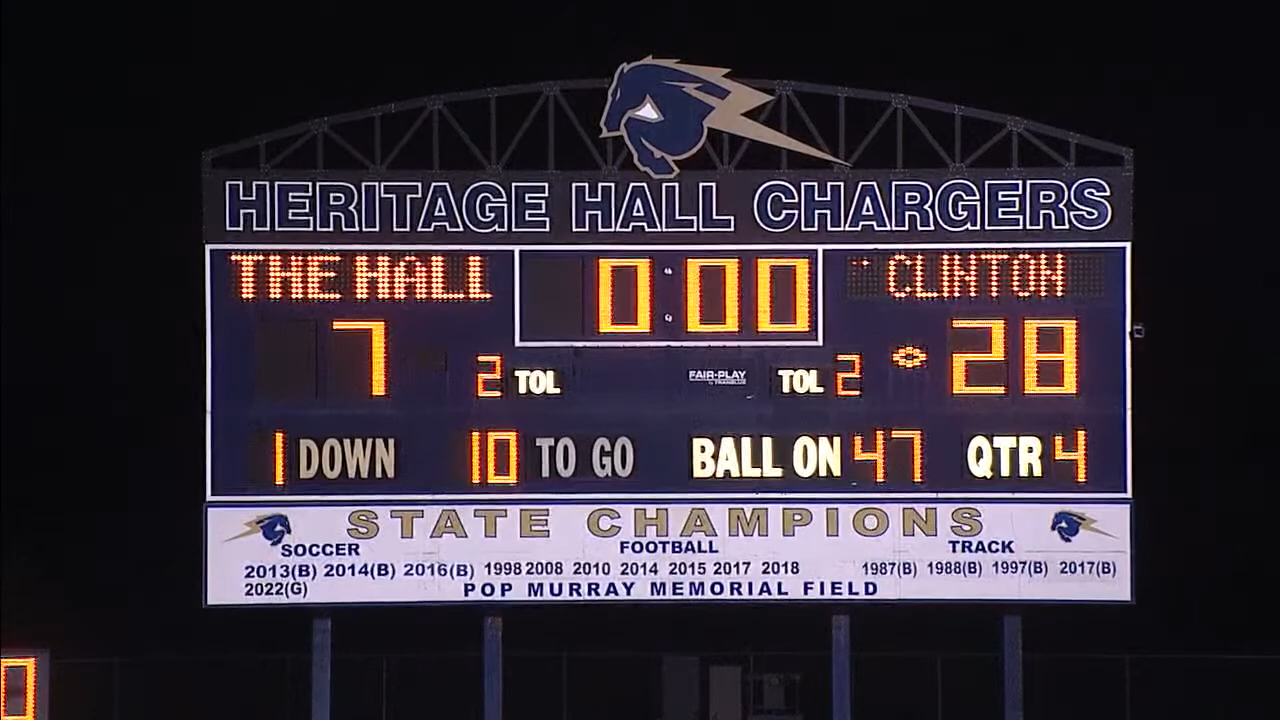 HERITAGE HALL CHARGERS
THE HALL 0:00 CLINTON
7 2 TOL FAIR-PLAY TOL 2 28
1 DOWN 10 TO GO BALL ON 47 QTR 4
STATE CHAMPIONS
SOCCER FOOTBALL TRACK
2013(B) 2014(B) 2016(B) 1998 2008 2010 2014 2015 2017 2018 1987(B) 1988(B) 1997(B) 2017(B)
2022(G) POP MURRAY MEMORIAL FIELD